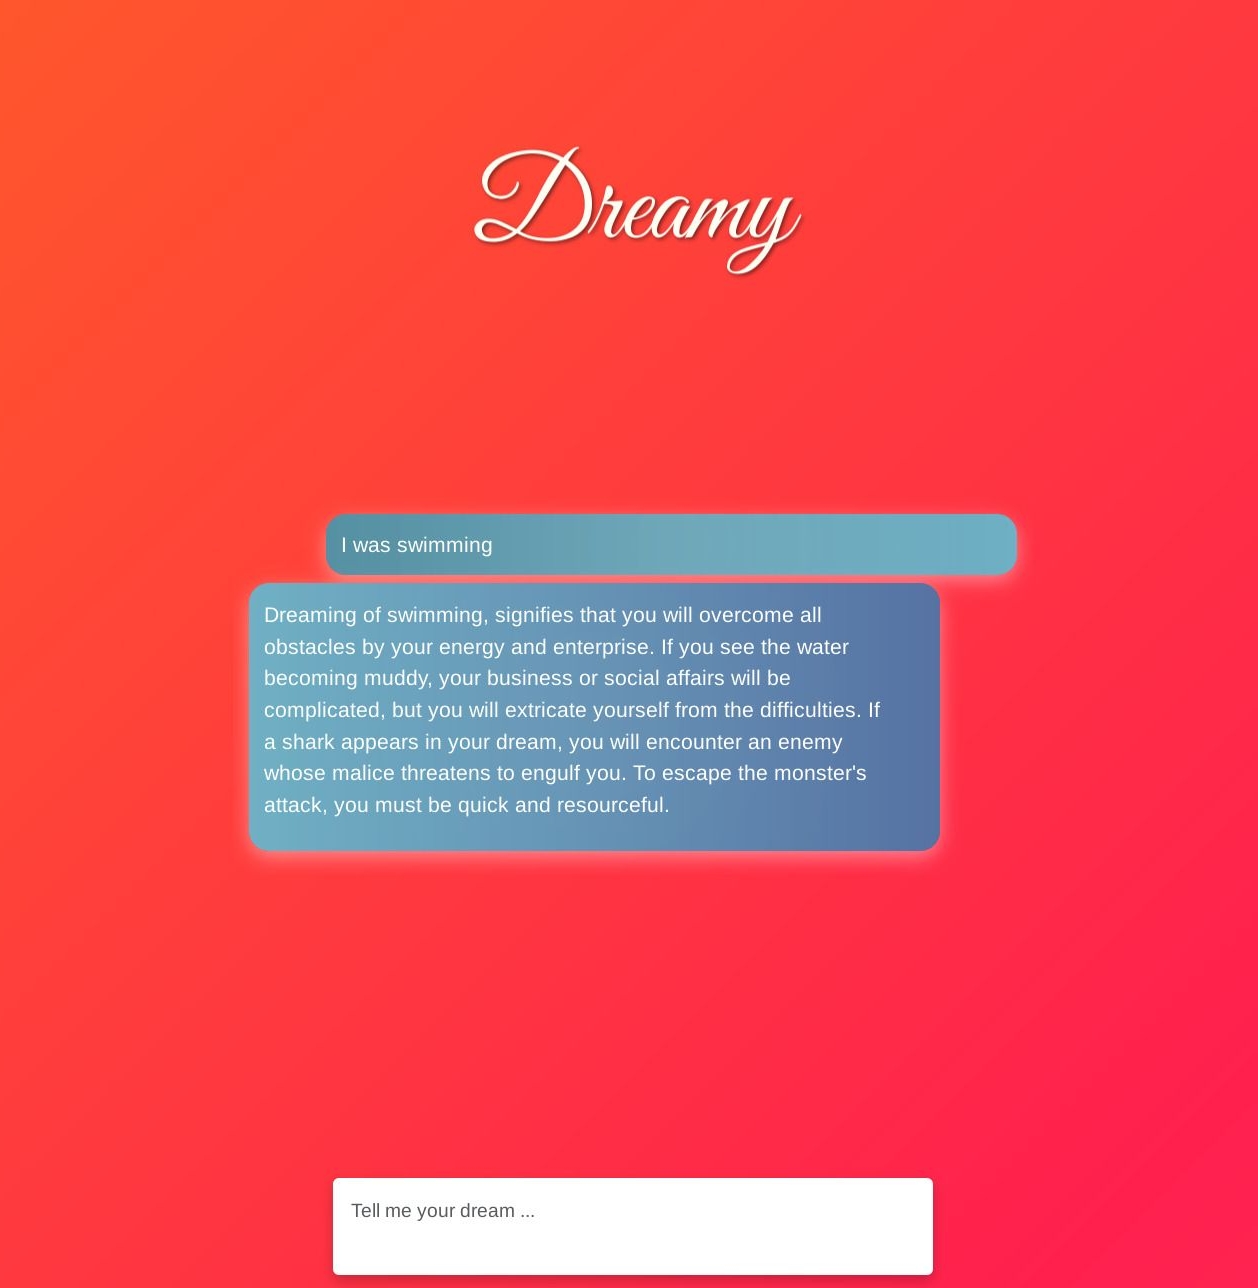 Dreamy
I was swimming
Dreaming of swimming, signifies that you will overcome all
obstacles by your energy and enterprise. If you see the water
becoming muddy, your business or social affairs will be
complicated, but you will extricate yourself from the difficulties. If
a shark appears in your dream, you will encounter an enemy
whose malice threatens to engulf you. To escape the monster's
attack, you must be quick and resourceful.
Tell me your dream ...